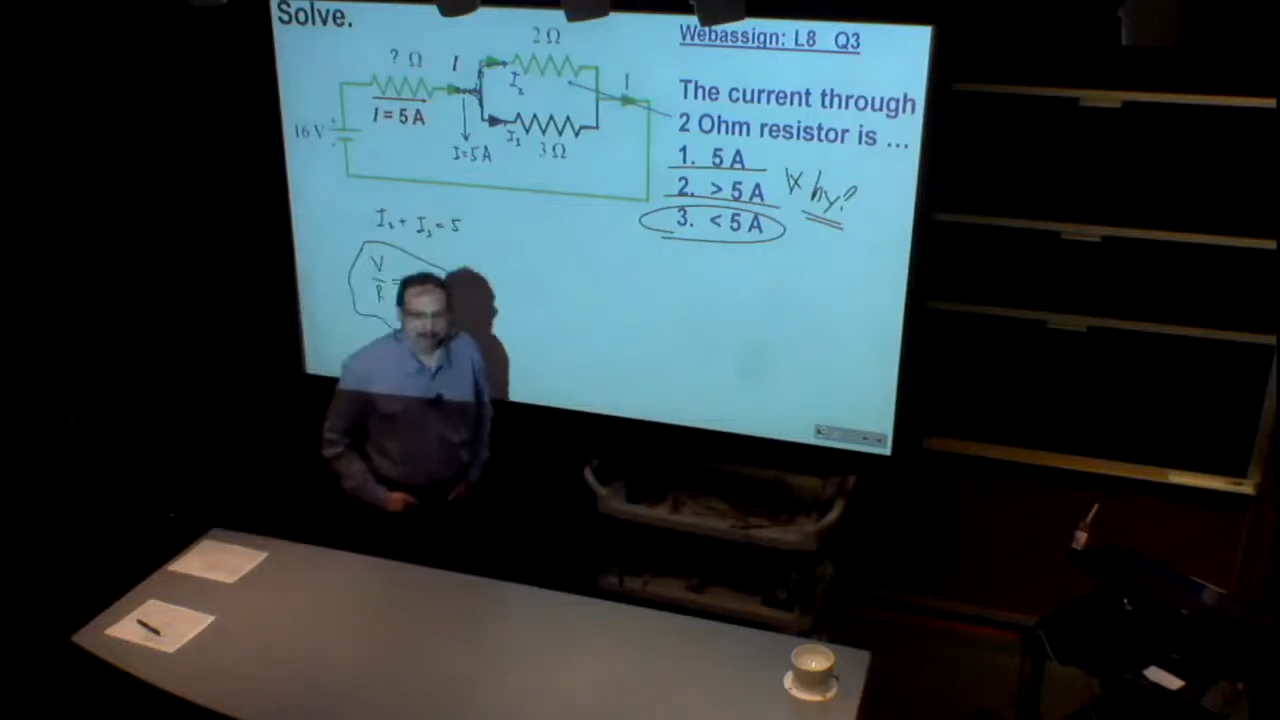 Solve.
Webassign: L8 Q3
2 Ω
? Ω
I
I
I₂
The current through
2 Ohm resistor is ...
I = 5 A
16 V
+
-
I₃
3 Ω
I=5A
1. 5 A
2. > 5 A
Why?
3. < 5 A
I₂ + I₃ = 5
V
R
=